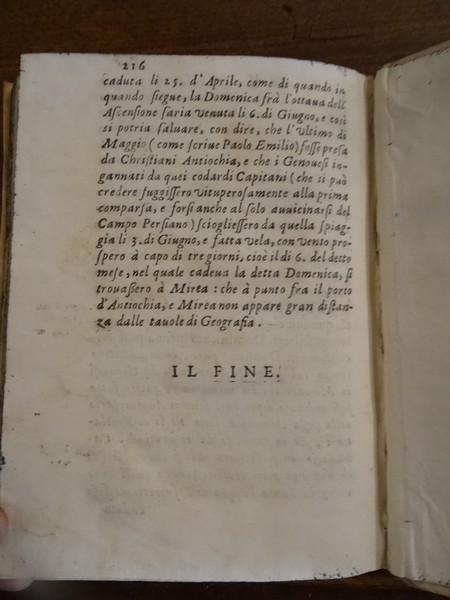 216
caduta li 25. d'Aprile, come di quando in
quando siegue, la Domenica frà l'ottaua dell'
Ascensione saria venuta li 6. di Giugno, e così
si potria saluare, con dire, che l'Vltimo di
Maggio (come scriue Paolo Emilio) fosse presa
da Christiani Antiochia, e che i Genouesi in-
gannati da quei codardi Capitani (che si può
credere fuggissero vituperosamente alla prima
comparsa, e forsi anche al solo auuicinarsi del
Campo Persiano) sciogliessero da quella spiag-
gia li 3. di Giugno, e fatta vela, con vento pro-
spero à capo di tre giorni, cioè il dì 6. del detto
mese, nel quale cadeua la detta Domenica, si
trouassero à Mirea: che à punto fra il porto
d'Antiochia, e Mirea non appare gran distan-
za dalle tauole di Geografia.
IL FINE.